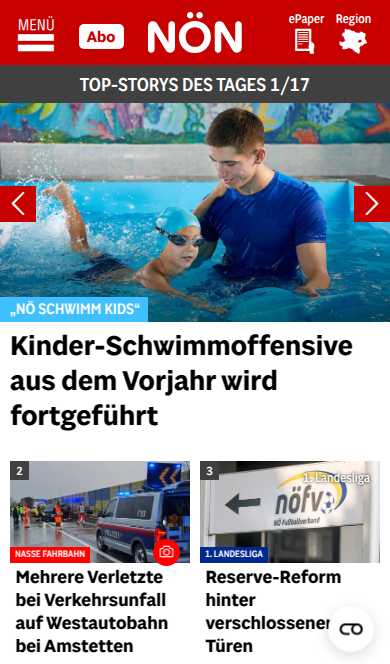 MENÜ
Abo
NÖN
ePaper
Region
TOP-STORYS DES TAGES 1/17
„NÖ SCHWIMM KIDS“
Kinder-Schwimmoffensive
aus dem Vorjahr wird
fortgeführt
2
NASSE FAHRBAHN
Mehrere Verletzte
bei Verkehrsunfall
auf Westautobahn
bei Amstetten
3
1. Landesliga
nöfv
NÖ Fußballverband
1. LANDESLIGA
Reserve-Reform
hinter
verschlossenen
Türen